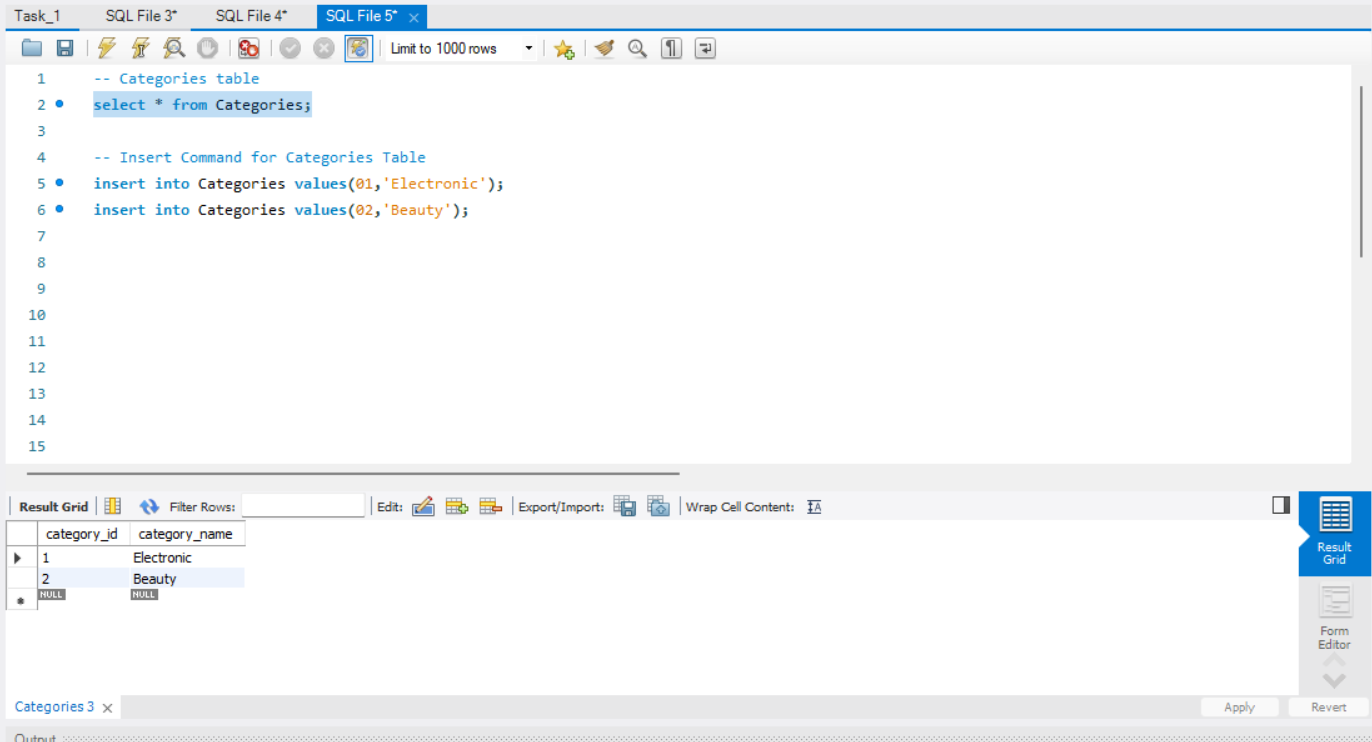 Task_1 SQL File 3* SQL File 4* SQL File 5*
Limit to 1000 rows
1 -- Categories table
2 select * from Categories;
3
4 -- Insert Command for Categories Table
5 insert into Categories values(01,'Electronic');
6 insert into Categories values(02,'Beauty');
7
8
9
10
11
12
13
14
15
Result Grid Filter Rows: Edit: Export/Import: Wrap Cell Content:
category_id category_name
1 Electronic
2 Beauty
NULL NULL
Result
Grid
Form
Editor
Categories 3 Apply Revert
Output